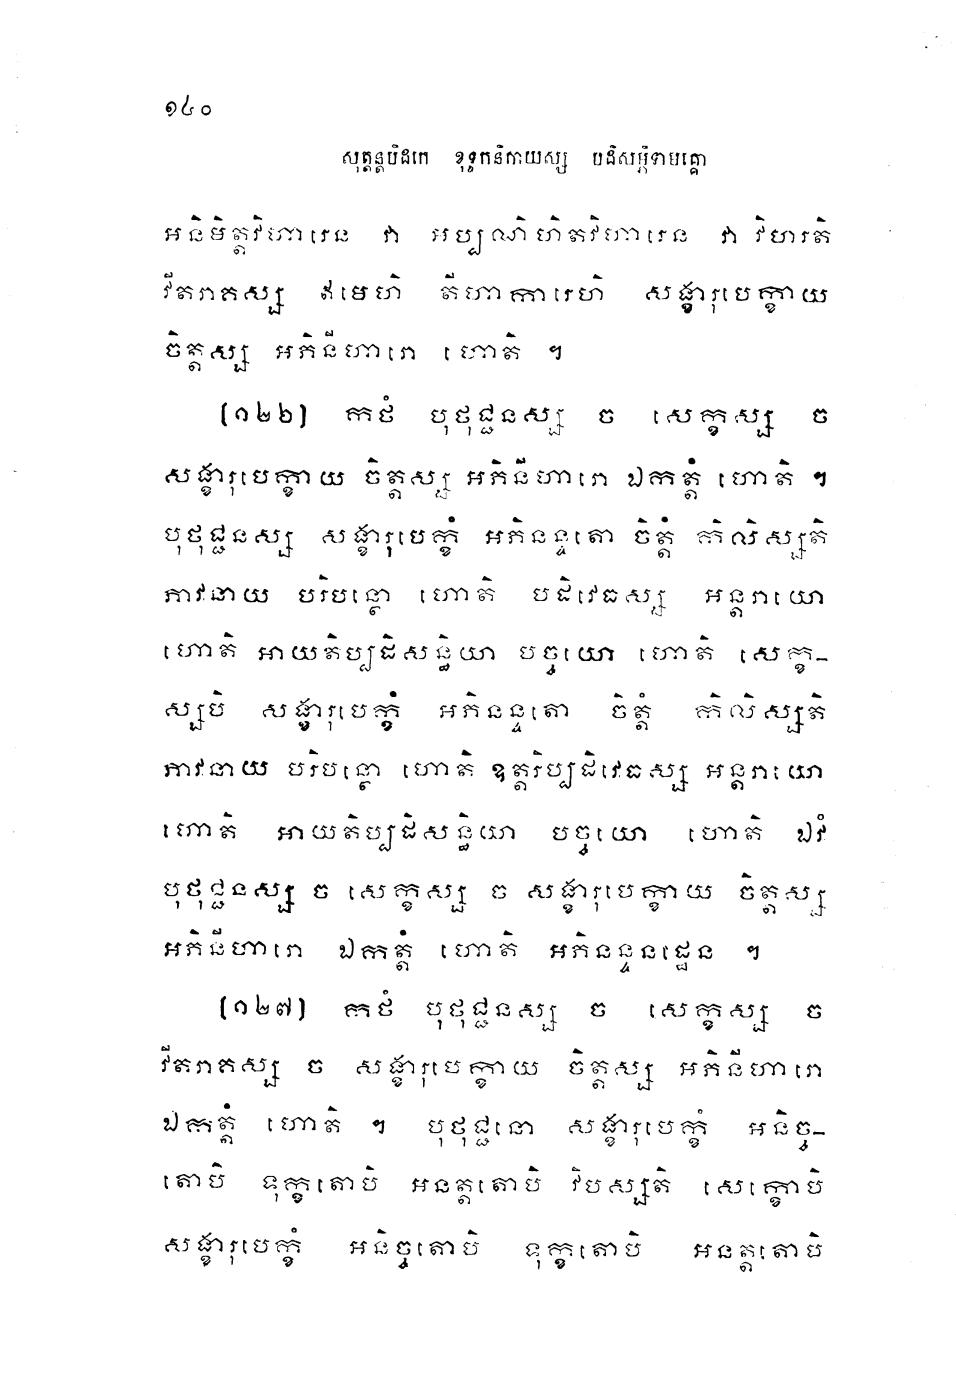 ១៤០
សុត្តន្តបិដកេ ខុទ្ទកនិកាយស្ស បដិសម្ភិទាមគ្គោ
អនិមិត្តវិហារេន វា អប្បណិហិតវិហារេន វា វិហរតិ
វីតរាគស្ស ឥមេហិ តីហាការេហិ សង្ខារុបេក្ខាយ
ចិត្តស្ស អភិនីហារោ ហោតិ ។
(១២៦) កថំ បុថុជ្ជនស្ស ច សេក្ខស្ស ច
សង្ខារុបេក្ខាយ ចិត្តស្ស អភិនីហារោ ឯកត្តំ ហោតិ ។
បុថុជ្ជនស្ស សង្ខារុបេក្ខំ អភិនន្ទតោ ចិត្តំ កិលិស្សតិ
ភាវនាយ បរិបន្ថោ ហោតិ បដិវេធស្ស អន្តរាយោ
ហោតិ អាយតិប្បដិសន្ធិយា បច្ចយោ ហោតិ សេក្ខ-
ស្សបិ សង្ខារុបេក្ខំ អភិនន្ទតោ ចិត្តំ កិលិស្សតិ
ភាវនាយ បរិបន្ថោ ហោតិ ឧត្តរិប្បដិវេធស្ស អន្តរាយោ
ហោតិ អាយតិប្បដិសន្ធិយា បច្ចយោ ហោតិ ឯវំ
បុថុជ្ជនស្ស ច សេក្ខស្ស ច សង្ខារុបេក្ខាយ ចិត្តស្ស
អភិនីហារោ ឯកត្តំ ហោតិ អភិនន្ទនដ្ឋេន ។
(១២៧) កថំ បុថុជ្ជនស្ស ច សេក្ខស្ស ច
វីតរាគស្ស ច សង្ខារុបេក្ខាយ ចិត្តស្ស អភិនីហារោ
ឯកត្តំ ហោតិ ។ បុថុជ្ជនោ សង្ខារុបេក្ខំ អនិច្ច-
តោបិ ទុក្ខតោបិ អនត្តតោបិ វិបស្សតិ សេក្ខោបិ
សង្ខារុបេក្ខំ អនិច្ចតោបិ ទុក្ខតោបិ អនត្តតោបិ